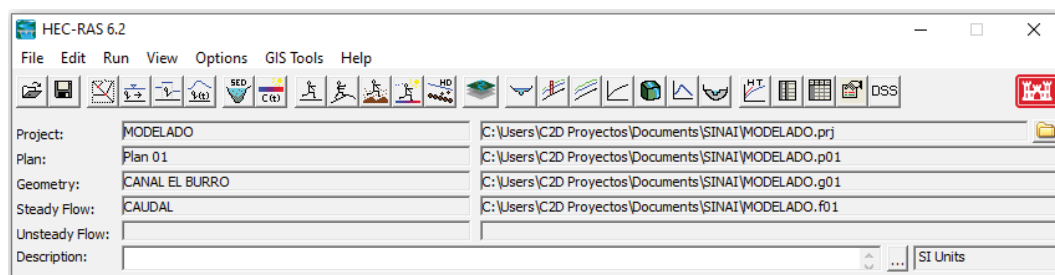 HEC-RAS 6.2
File Edit Run View Options GIS Tools Help
SED C(t) HD HT DSS
Project: MODELADO C:\Users\C2D Proyectos\Documents\SINAI\MODELADO.prj
Plan: Plan 01 C:\Users\C2D Proyectos\Documents\SINAI\MODELADO.p01
Geometry: CANAL EL BURRO C:\Users\C2D Proyectos\Documents\SINAI\MODELADO.g01
Steady Flow: CAUDAL C:\Users\C2D Proyectos\Documents\SINAI\MODELADO.f01
Unsteady Flow:
Description: ... SI Units